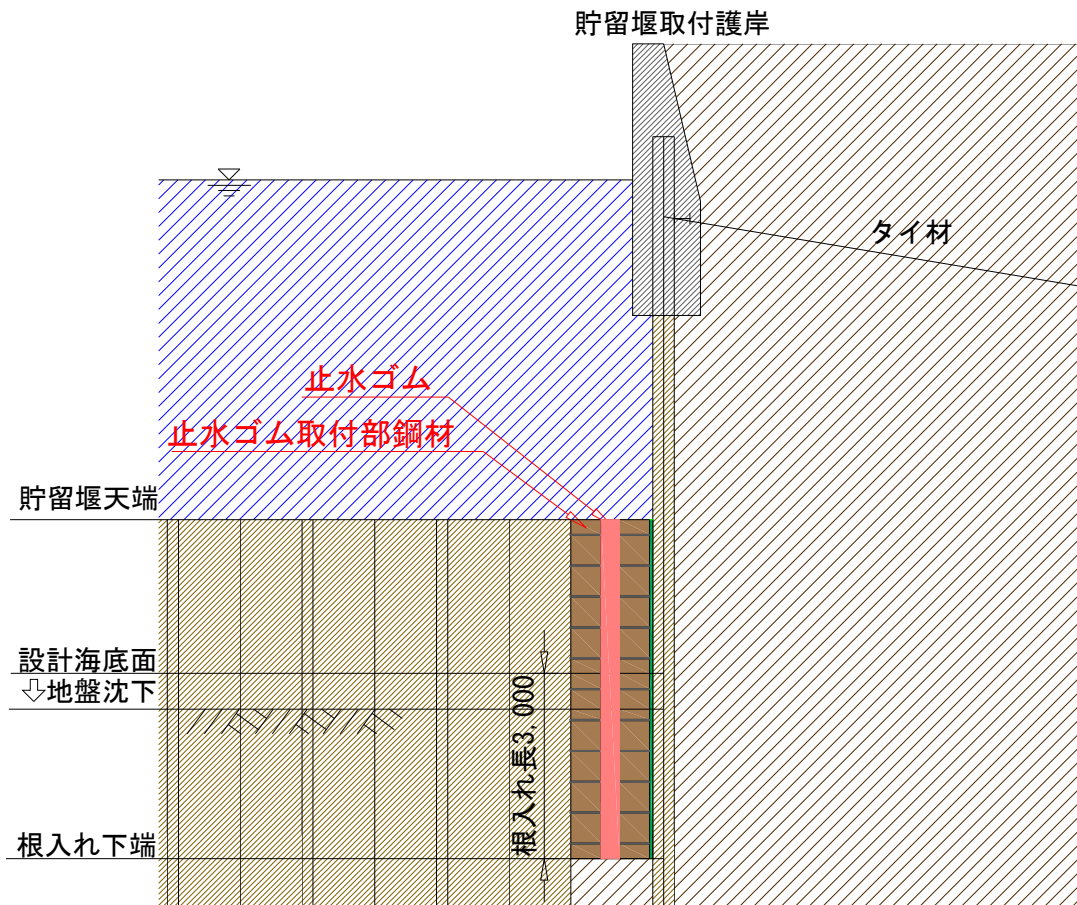 貯留堰取付護岸
タイ材
止水ゴム
止水ゴム取付部鋼材
貯留堰天端
設計海底面
⇩地盤沈下
根入れ長3,000
根入れ下端